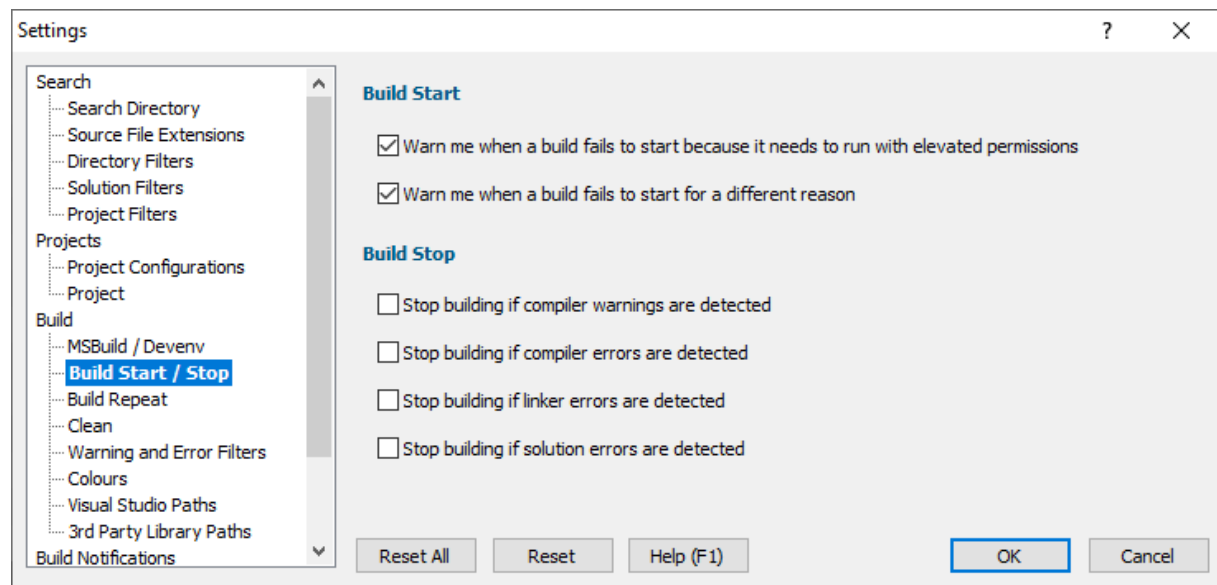 Settings
?
Search
Search Directory
Source File Extensions
Directory Filters
Solution Filters
Project Filters
Projects
Project Configurations
Project
Build
MSBuild / Devenv
Build Start / Stop
Build Repeat
Clean
Warning and Error Filters
Colours
Visual Studio Paths
3rd Party Library Paths
Build Notifications
Build Start
Warn me when a build fails to start because it needs to run with elevated permissions
Warn me when a build fails to start for a different reason
Build Stop
Stop building if compiler warnings are detected
Stop building if compiler errors are detected
Stop building if linker errors are detected
Stop building if solution errors are detected
Reset All
Reset
Help (F1)
OK
Cancel